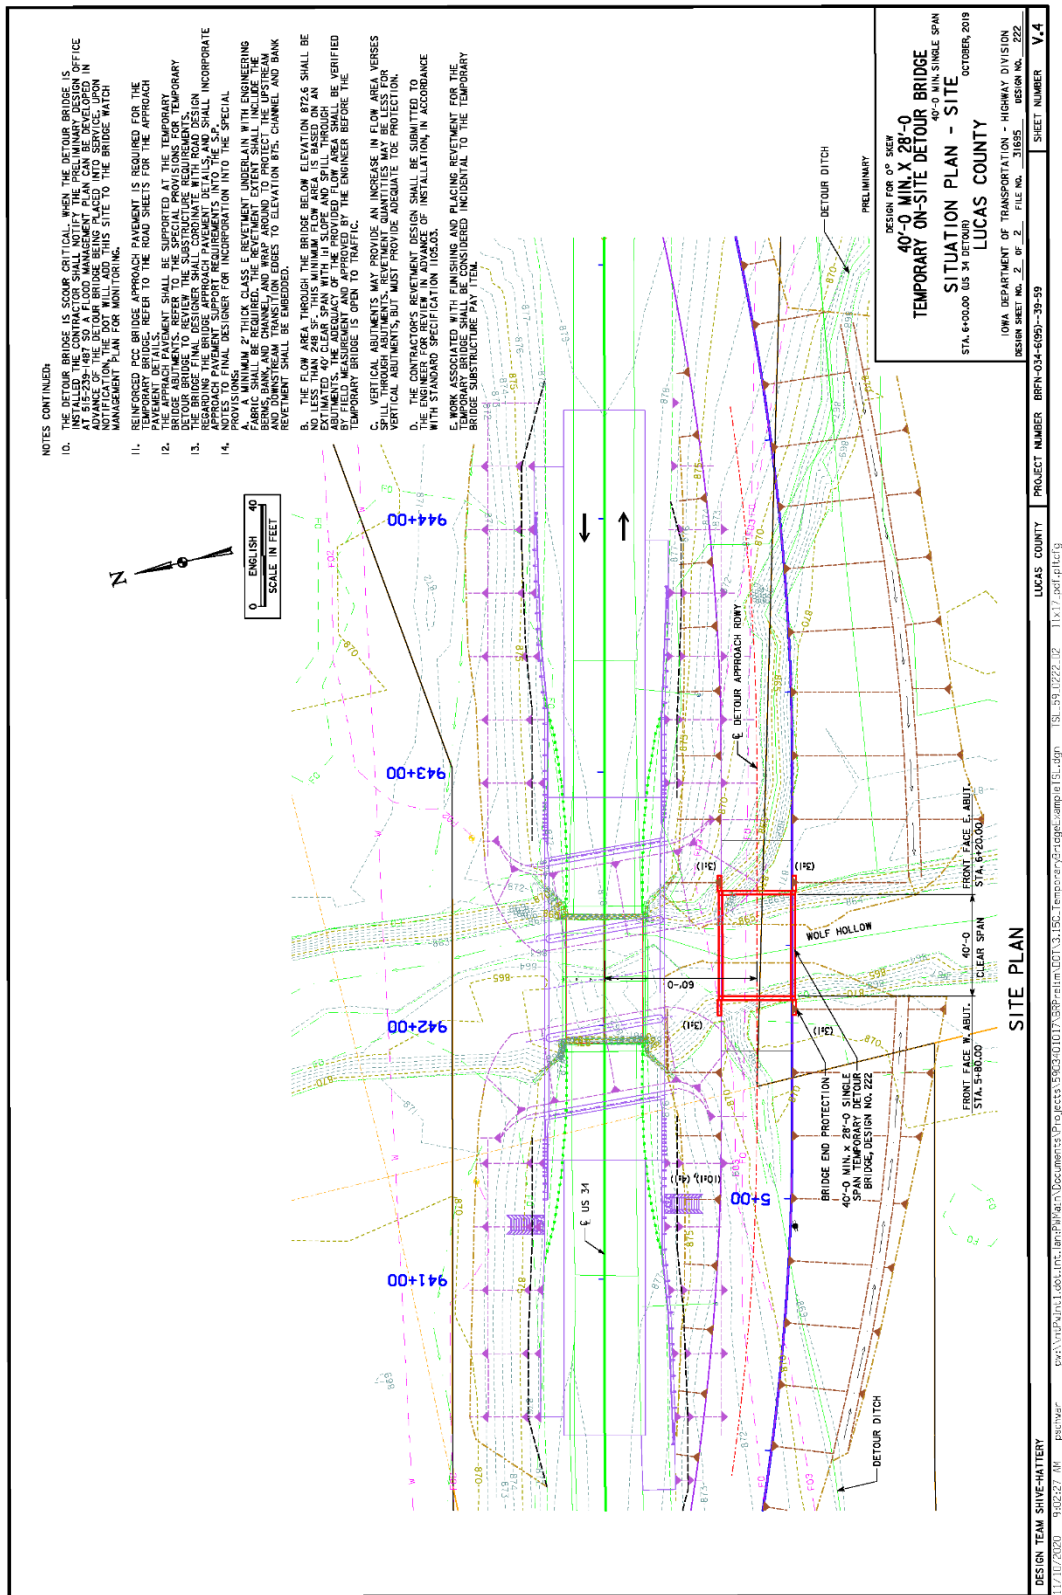 NOTES CONTINUED:
10. THE DETOUR BRIDGE IS SCOUR CRITICAL. WHEN THE DETOUR BRIDGE IS
INSTALLED THE CONTRACTOR SHALL NOTIFY THE PRELIMINARY DESIGN OFFICE
AT 515-239-1487 SO A FLOOD MANAGEMENT PLAN CAN BE DEVELOPED IN
ADVANCE OF THE DETOUR BRIDGE BEING PLACED INTO SERVICE. UPON
NOTIFICATION, THE DOT WILL ADD THIS SITE TO THE BRIDGE WATCH
MANAGEMENT PLAN FOR MONITORING.
11. REINFORCED PCC BRIDGE APPROACH PAVEMENT IS REQUIRED FOR THE
TEMPORARY BRIDGE. REFER TO THE ROAD SHEETS FOR THE APPROACH
PAVEMENT DETAILS.
12. THE APPRAOCH PAVEMENT SHALL BE SUPPORTED AT THE TEMPORARY
BRIDGE ABUTMENTS. REFER TO THE SPECIAL PROVISIONS FOR TEMPORARY
DETOUR BRIDGE TO REVIEW THE SUBSTRUCTURE REQUIREMENTS.
13. THE BRIDGE FINAL DESIGNER SHALL COORDINATE WITH ROAD DESIGN
REGARDING THE BRIDGE APPROACH PAVEMENT DETAILS, AND SHALL INCORPORATE
APPROACH PAVEMENT SUPPORT REQUIREMENTS INTO THE S.P.
14. NOTES TO FINAL DESIGNER FOR INCORPORATION INTO THE SPECIAL
PROVISIONS:
A. A MINIMUM 2' THICK CLASS E REVETMENT UNDERLAIN WITH ENGINEERING
FABRIC SHALL BE REQUIRED. THE REVETMENT EXTENT SHALL INCLUDE THE
BERMS, BANK, AND CHANNEL, AND WRAP AROUND TO PROTECT THE UPSTREAM
AND DOWNSTREAM TRANSITION EDGES TO ELEVATION 875. CHANNEL AND BANK
REVETMENT SHALL BE EMBEDDED.
B. THE FLOW AREA THROUGH THE BRIDGE BELOW ELEVATION 872.6 SHALL BE
NO LESS THAN 248 SF. THIS MINIMUM FLOW AREA IS BASED ON AN
EXTIMATED 40' CLEAR SPAN WITH 1:1 SLOPE AND SPILL THROUGH
ABUTMENTS. THE ADEQUACY OF THE PROVIDED FLOW AREA SHALL BE VERIFIED
BY FIELD MEASUREMENT AND APPROVED BY THE ENGINEER BEFORE THE
TEMPORARY BRIDGE IS OPEN TO TRAFFIC.
C. VERTICAL ABUTMENTS MAY PROVIDE AN INCREASE IN FLOW AREA VERSES
SPILL THROUGH ABUTMENTS. REVETMENT QUANTITIES MAY BE LESS FOR
VERTICAL ABUTMENTS, BUT MUST PROVIDE ADEQUATE TOE PROTECTION.
D. THE CONTRACTOR'S REVETMENT DESIGN SHALL BE SUBMITTED TO
THE ENGINEER FOR REVIEW IN ADVANCE OF INSTALLATION, IN ACCORDANCE
WITH STANDARD SPECIFICATION 1105.03.
E. WORK ASSOCIATED WITH FUNISHING AND PLACING REVETMENT FOR THE
TEMPORARY BRIDGE SHALL BE CONSIDERED INCIDENTAL TO THE TEMPORARY
BRIDGE SUBSTRUCTURE PAY ITEM.
N
0 ENGLISH 40
SCALE IN FEET
941+00
942+00
943+00
944+00
℄ US 34
℄ DETOUR APPROACH RDWY
60'-0
5+00
WOLF HOLLOW
(3:1)
(3:1)
(3:1)
(3:1)
BRIDGE END PROTECTION
40'-0 MIN. x 28'-0 SINGLE
SPAN TEMPORARY DETOUR
BRIDGE, DESIGN NO. 222
DETOUR DITCH
DETOUR DITCH
FRONT FACE W. ABUT.
STA. 5+80.00
40'-0
CLEAR SPAN
FRONT FACE E. ABUT.
STA. 6+20.00
SITE PLAN
PRELIMINARY
DESIGN FOR 0° SKEW
40'-0 MIN. X 28'-0
TEMPORARY ON-SITE DETOUR BRIDGE
40'-0 MIN. SINGLE SPAN
SITUATION PLAN - SITE
STA. 6+00.00 (US 34 DETOUR) OCTOBER, 2019
LUCAS COUNTY
IOWA DEPARTMENT OF TRANSPORTATION - HIGHWAY DIVISION
DESIGN SHEET NO. 2 OF 2 FILE NO. 31695 DESIGN NO. 222
DESIGN TEAM SHIVE-HATTERY
LUCAS COUNTY
PROJECT NUMBER BRFN-034-6(95)--39-59
SHEET NUMBER V.4
11/10/2020 9:02:27 AM